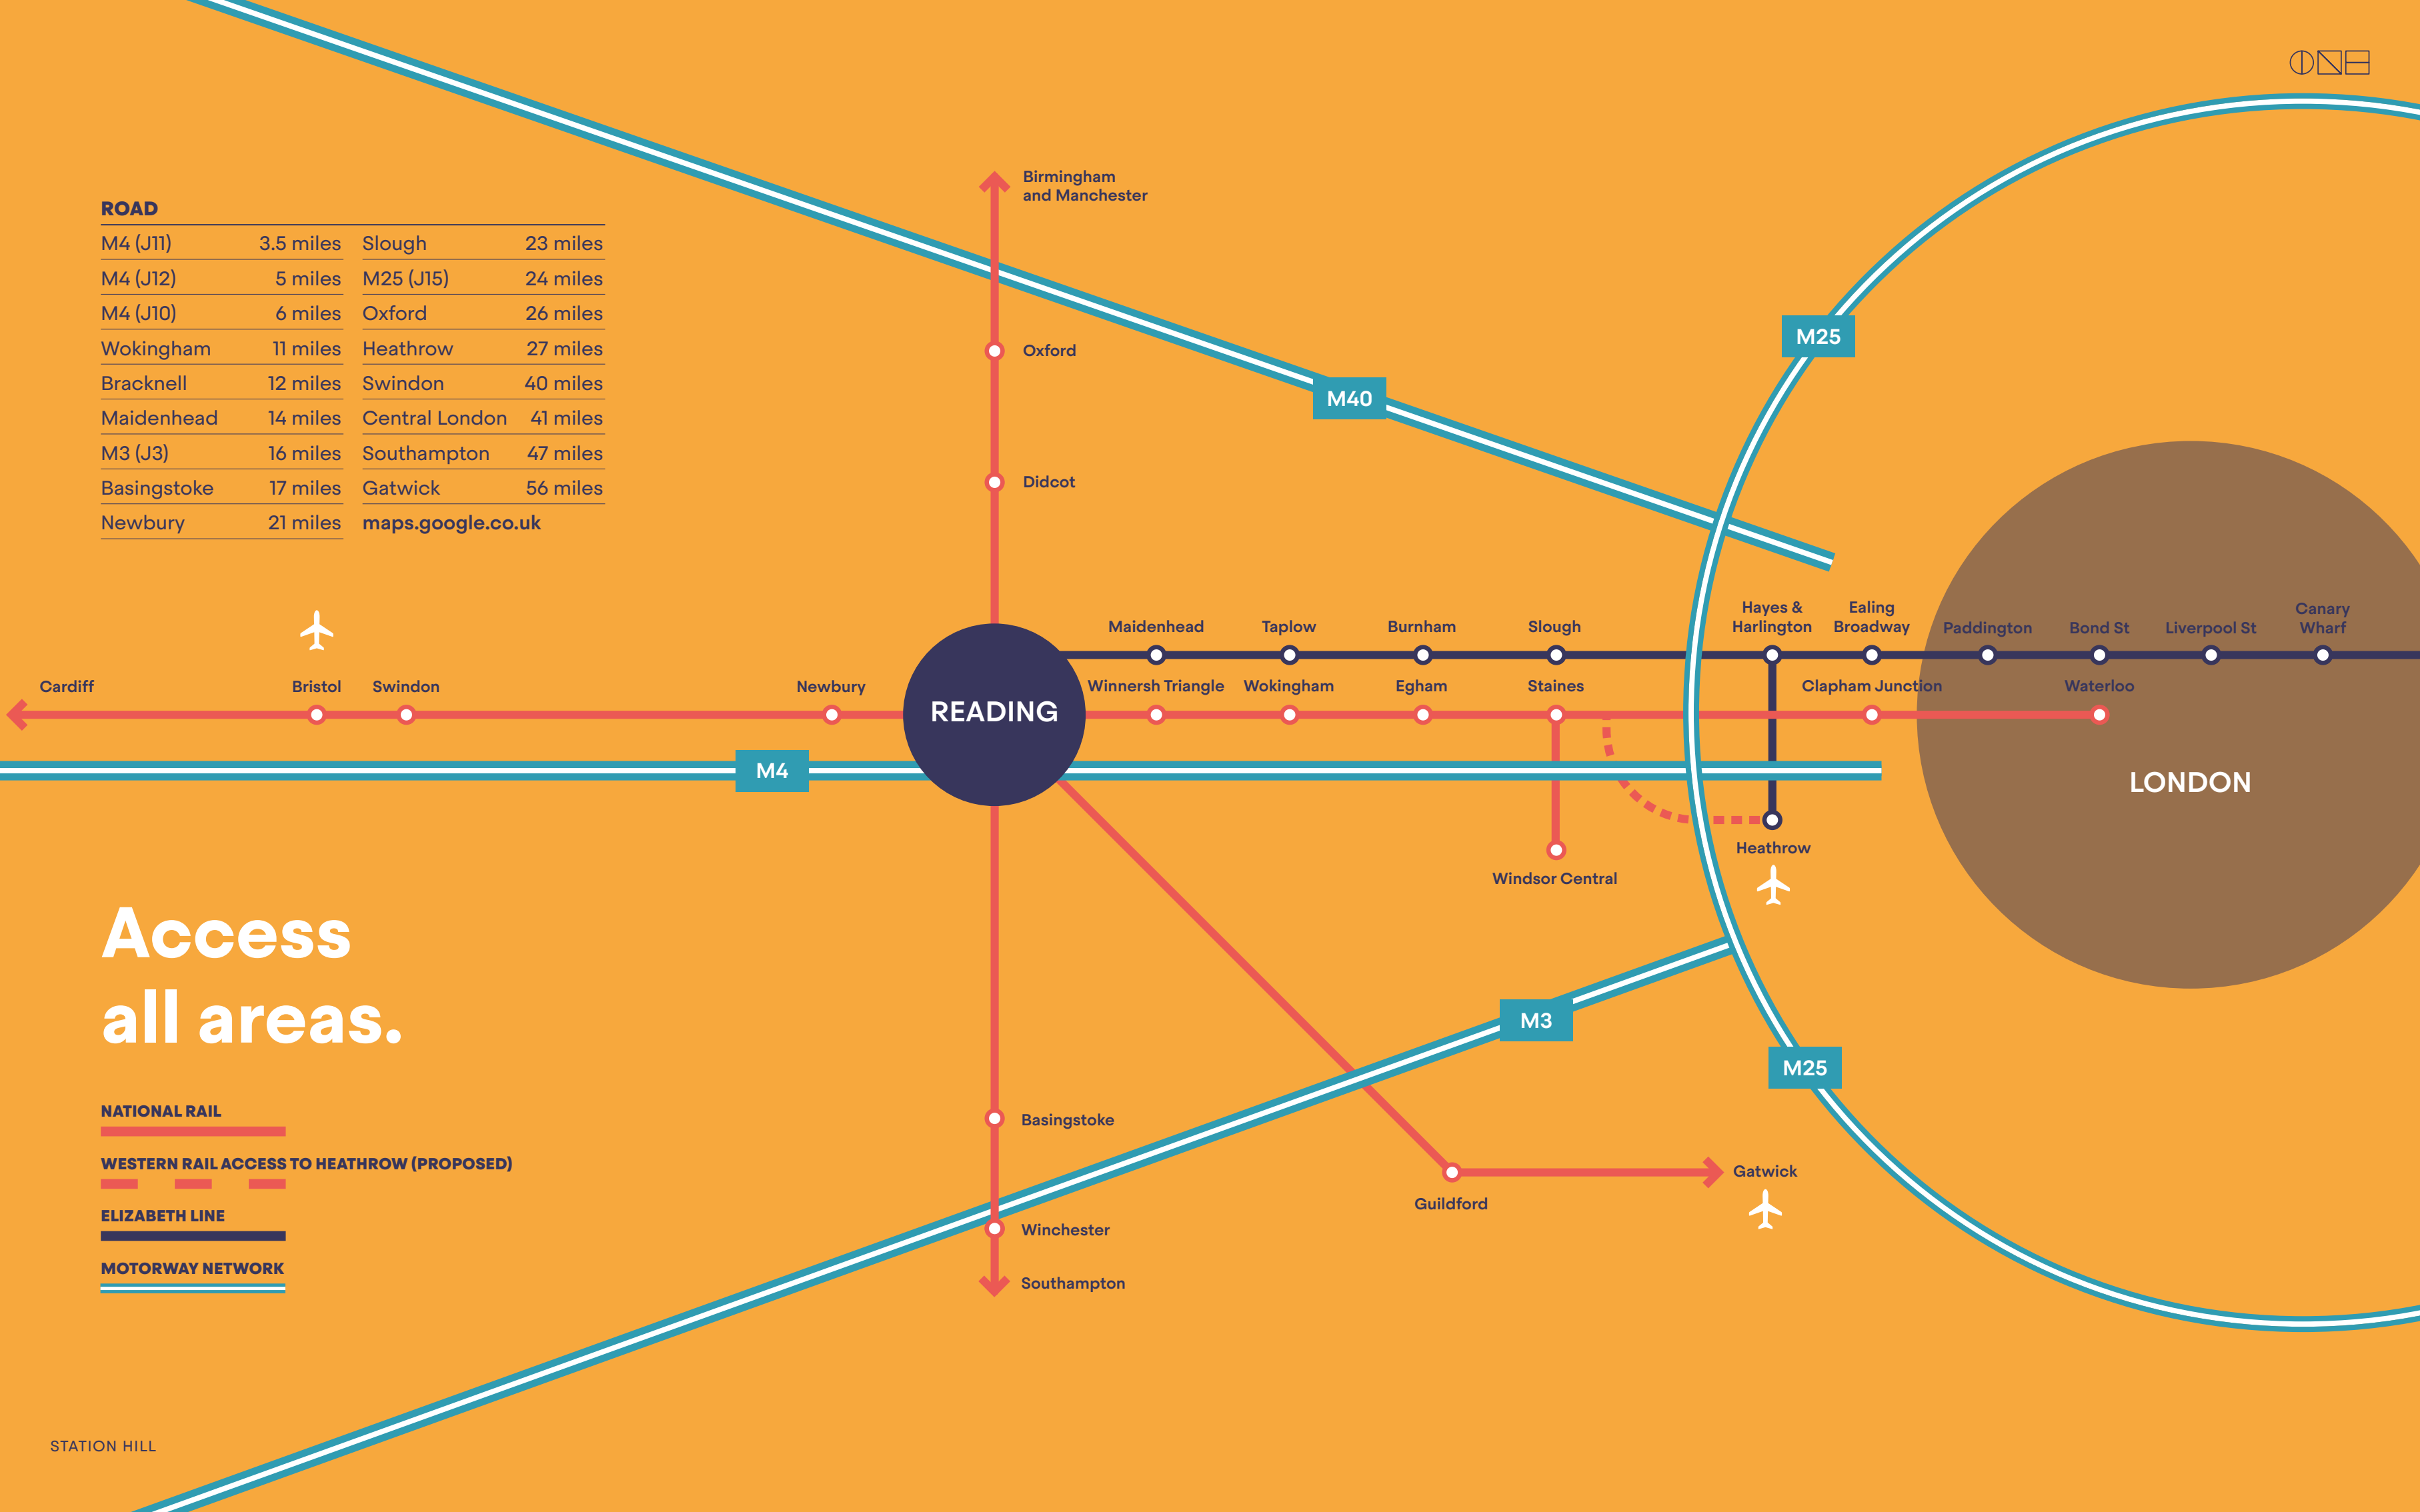 ONE
ROAD
M4 (J11) 3.5 miles Slough 23 miles
M4 (J12) 5 miles M25 (J15) 24 miles
M4 (J10) 6 miles Oxford 26 miles
Wokingham 11 miles Heathrow 27 miles
Bracknell 12 miles Swindon 40 miles
Maidenhead 14 miles Central London 41 miles
M3 (J3) 16 miles Southampton 47 miles
Basingstoke 17 miles Gatwick 56 miles
Newbury 21 miles maps.google.co.uk
Birmingham
and Manchester
Oxford
Didcot
M40
M25
Maidenhead
Taplow
Burnham
Slough
Hayes &
Harlington
Ealing
Broadway
Paddington
Bond St
Liverpool St
Canary
Wharf
Cardiff
Bristol
Swindon
Newbury
READING
Winnersh Triangle
Wokingham
Egham
Staines
Clapham Junction
Waterloo
M4
LONDON
Heathrow
Windsor Central
M3
M25
Basingstoke
Winchester
Southampton
Guildford
Gatwick
Access
all areas.
NATIONAL RAIL
WESTERN RAIL ACCESS TO HEATHROW (PROPOSED)
ELIZABETH LINE
MOTORWAY NETWORK
STATION HILL